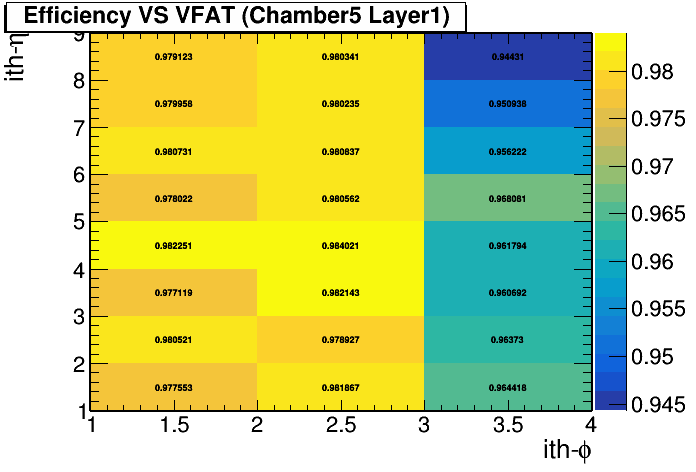 Efficiency VS VFAT (Chamber5 Layer1)
ith-η
9
8
7
6
5
4
3
2
1
0.979123 0.980341 0.94431
0.979958 0.980235 0.950938
0.980731 0.980837 0.956222
0.978022 0.980562 0.968081
0.982251 0.984021 0.961794
0.977119 0.982143 0.960692
0.980521 0.978927 0.96373
0.977553 0.981867 0.964418
1 1.5 2 2.5 3 3.5 4
ith-ϕ
0.98
0.975
0.97
0.965
0.96
0.955
0.95
0.945